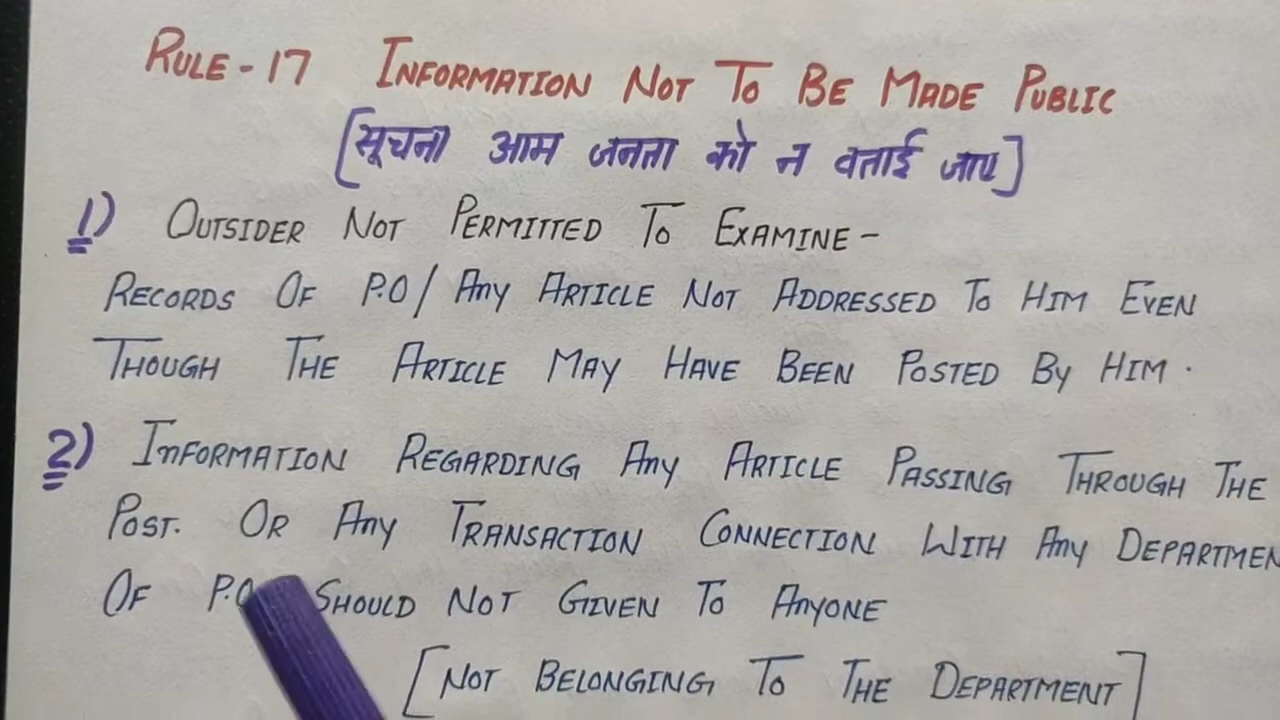 RULE-17 INFORMATION NOT TO BE MADE PUBLIC
[सूचना आम जनता को न बताई जाए]
1) OUTSIDER NOT PERMITTED TO EXAMINE-
RECORDS OF P.O/ ANY ARTICLE NOT ADDRESSED TO HIM EVEN
THOUGH THE ARTICLE MAY HAVE BEEN POSTED BY HIM.
2) INFORMATION REGARDING ANY ARTICLE PASSING THROUGH THE
POST. OR ANY TRANSACTION CONNECTION WITH ANY DEPARTMEN
OF P.O SHOULD NOT GIVEN TO ANYONE
[NOT BELONGING TO THE DEPARTMENT]